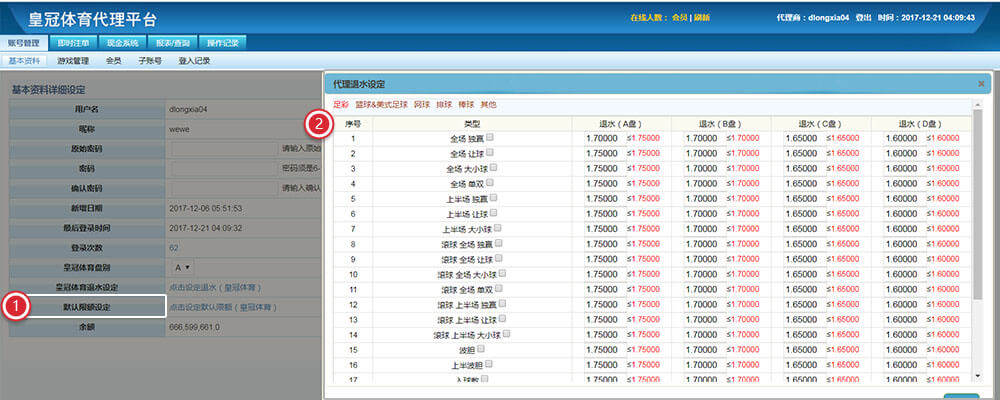 皇冠体育代理平台
在线人数： 会员 | 刷新 代理商：dlongxia04 登出 时间：2017-12-21 04:09:43
账号管理 即时注单 现金系统 报表/查询 操作记录
基本资料 游戏管理 会员 子账号 登入记录
基本资料详细设定
用户名 dlongxia04
昵称 wewe
原始密码 请输入原始
密码 密码须是6-
确认密码 请输入确认
新增日期 2017-12-06 05:51:53
最后登录时间 2017-12-21 04:09:32
登录次数 62
皇冠体育盘别 A
皇冠体育退水设定 点击设定退水（皇冠体育）
1
默认限额设定 点击设定默认限额（皇冠体育）
余额 666,599,661.0
代理退水设定
足彩 篮球&美式足球 网球 排球 棒球 其他
2
序号 类型 退水（A盘） 退水（B盘） 退水（C盘） 退水（D盘）
1 全场 独赢 1.70000 ≤1.75000 1.70000 ≤1.70000 1.65000 ≤1.65000 1.60000 ≤1.60000
2 全场 让球 1.75000 ≤1.75000 1.70000 ≤1.70000 1.65000 ≤1.65000 1.60000 ≤1.60000
3 全场 大小球 1.75000 ≤1.75000 1.70000 ≤1.70000 1.65000 ≤1.65000 1.60000 ≤1.60000
4 全场 单双 1.75000 ≤1.75000 1.70000 ≤1.70000 1.65000 ≤1.65000 1.60000 ≤1.60000
5 上半场 独赢 1.75000 ≤1.75000 1.70000 ≤1.70000 1.65000 ≤1.65000 1.60000 ≤1.60000
6 上半场 让球 1.75000 ≤1.75000 1.70000 ≤1.70000 1.65000 ≤1.65000 1.60000 ≤1.60000
7 上半场 大小球 1.75000 ≤1.75000 1.70000 ≤1.70000 1.65000 ≤1.65000 1.60000 ≤1.60000
8 滚球 全场 独赢 1.75000 ≤1.75000 1.70000 ≤1.70000 1.65000 ≤1.65000 1.60000 ≤1.60000
9 滚球 全场 让球 1.75000 ≤1.75000 1.70000 ≤1.70000 1.65000 ≤1.65000 1.60000 ≤1.60000
10 滚球 全场 大小球 1.75000 ≤1.75000 1.70000 ≤1.70000 1.65000 ≤1.65000 1.60000 ≤1.60000
11 滚球 全场 单双 1.75000 ≤1.75000 1.70000 ≤1.70000 1.65000 ≤1.65000 1.60000 ≤1.60000
12 滚球 上半场 独赢 1.75000 ≤1.75000 1.70000 ≤1.70000 1.65000 ≤1.65000 1.60000 ≤1.60000
13 滚球 上半场 让球 1.75000 ≤1.75000 1.70000 ≤1.70000 1.65000 ≤1.65000 1.60000 ≤1.60000
14 滚球 上半场 大小球 1.75000 ≤1.75000 1.70000 ≤1.70000 1.65000 ≤1.65000 1.60000 ≤1.60000
15 波胆 1.75000 ≤1.75000 1.70000 ≤1.70000 1.65000 ≤1.65000 1.60000 ≤1.60000
16 上半波胆 1.75000 ≤1.75000 1.70000 ≤1.70000 1.65000 ≤1.65000 1.60000 ≤1.60000
17 入球数 1.75000 ≤1.75000 1.70000 ≤1.70000 1.65000 ≤1.65000 1.60000 ≤1.60000